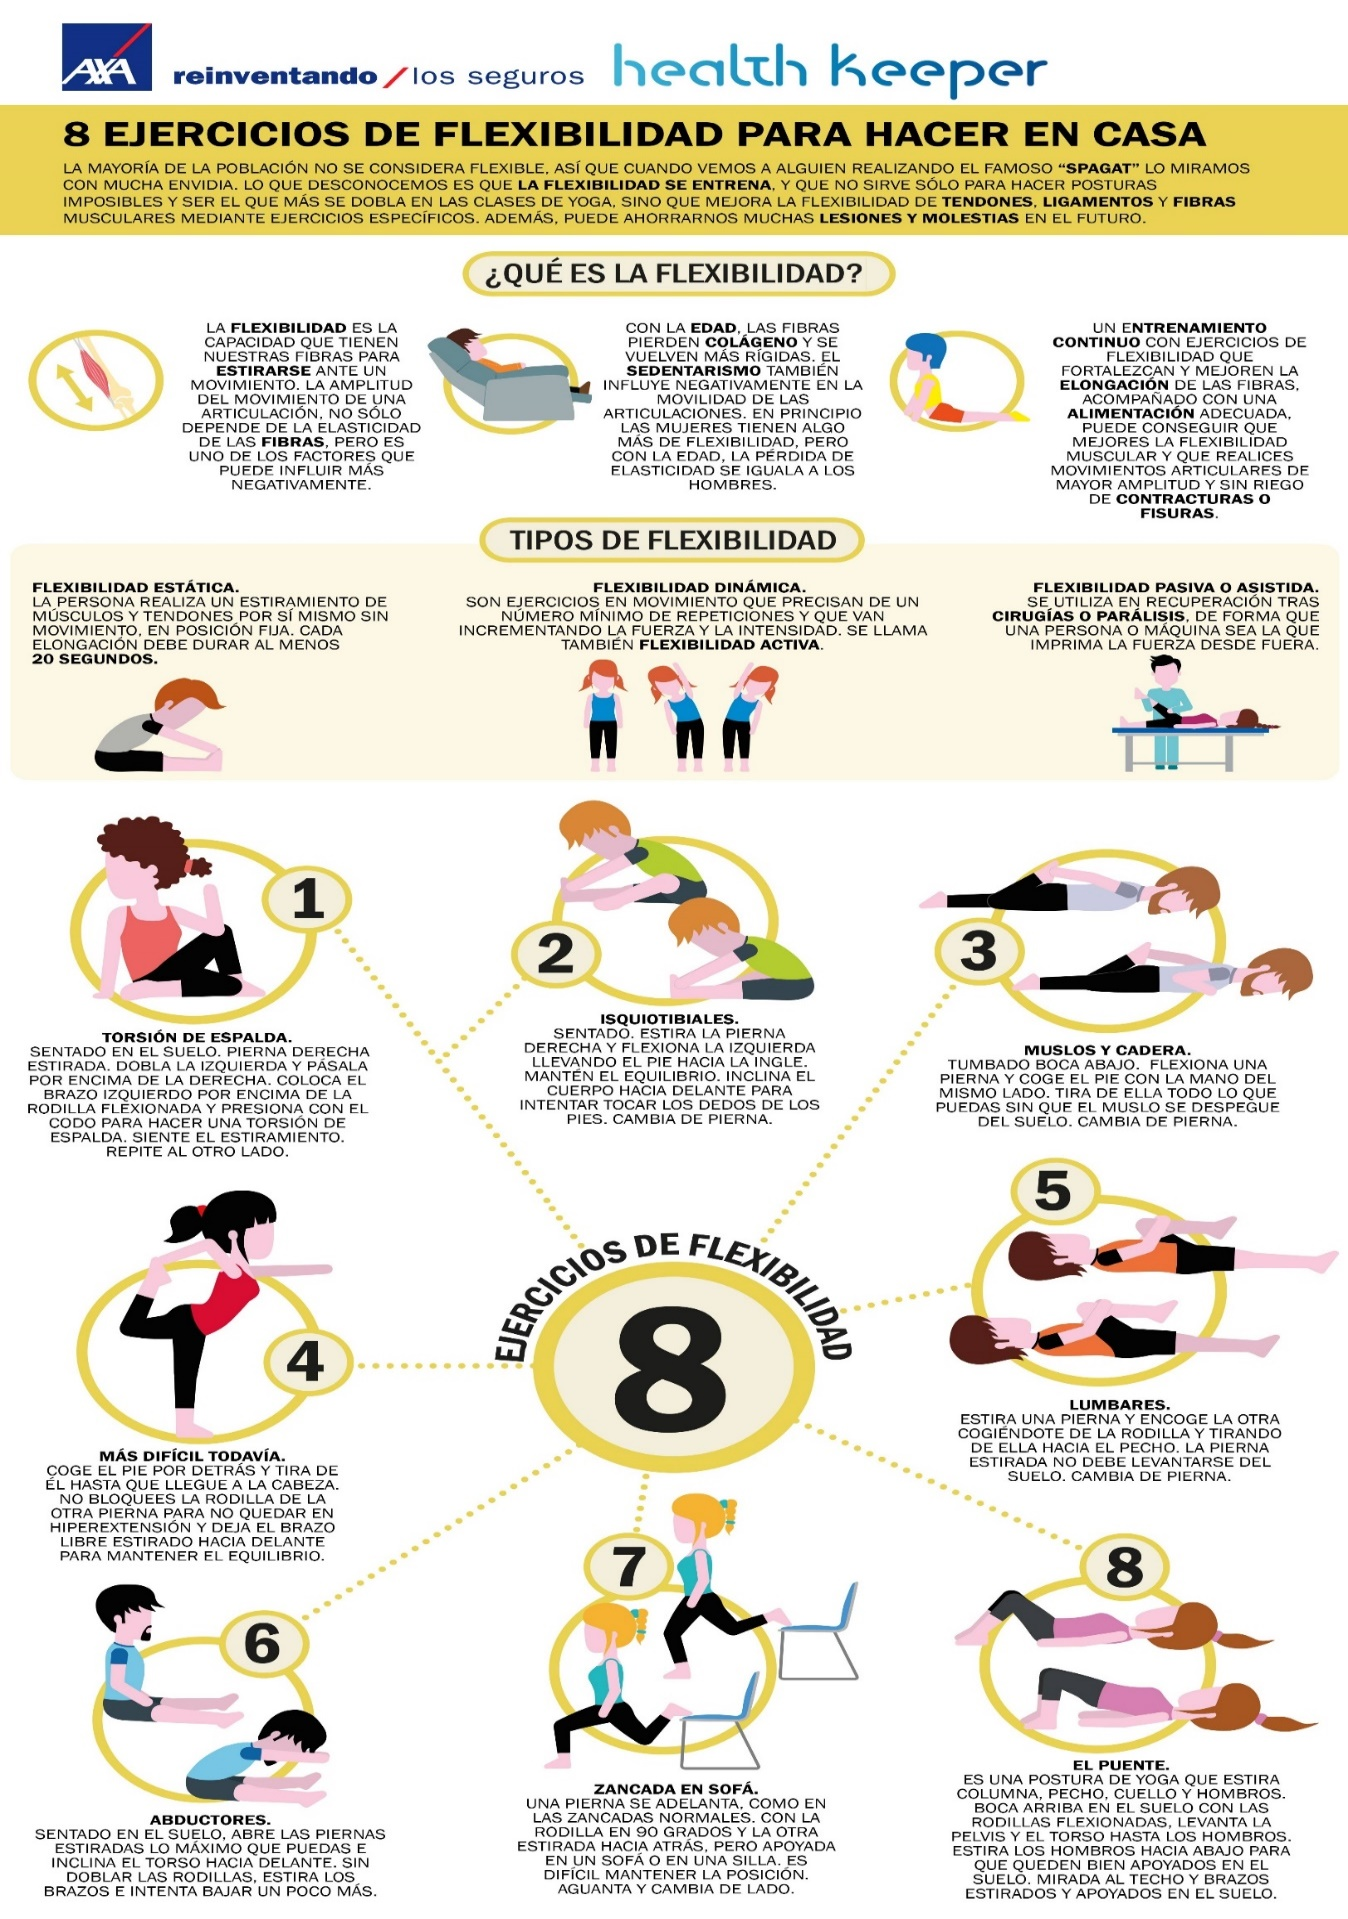 AXA
reinventando / los seguros
health keeper
8 EJERCICIOS DE FLEXIBILIDAD PARA HACER EN CASA
LA MAYORÍA DE LA POBLACIÓN NO SE CONSIDERA FLEXIBLE, ASÍ QUE CUANDO VEMOS A ALGUIEN REALIZANDO EL FAMOSO “SPAGAT” LO MIRAMOS
CON MUCHA ENVIDIA. LO QUE DESCONOCEMOS ES QUE LA FLEXIBILIDAD SE ENTRENA, Y QUE NO SIRVE SÓLO PARA HACER POSTURAS
IMPOSIBLES Y SER EL QUE MÁS SE DOBLA EN LAS CLASES DE YOGA, SINO QUE MEJORA LA FLEXIBILIDAD DE TENDONES, LIGAMENTOS Y FIBRAS
MUSCULARES MEDIANTE EJERCICIOS ESPECÍFICOS. ADEMÁS, PUEDE AHORRARNOS MUCHAS LESIONES Y MOLESTIAS EN EL FUTURO.
¿QUÉ ES LA FLEXIBILIDAD?
LA FLEXIBILIDAD ES LA
CAPACIDAD QUE TIENEN
NUESTRAS FIBRAS PARA
ESTIRARSE ANTE UN
MOVIMIENTO. LA AMPLITUD
DEL MOVIMIENTO DE UNA
ARTICULACIÓN, NO SÓLO
DEPENDE DE LA ELASTICIDAD
DE LAS FIBRAS, PERO ES
UNO DE LOS FACTORES QUE
PUEDE INFLUIR MÁS
NEGATIVAMENTE.
CON LA EDAD, LAS FIBRAS
PIERDEN COLÁGENO Y SE
VUELVEN MÁS RÍGIDAS. EL
SEDENTARISMO TAMBIÉN
INFLUYE NEGATIVAMENTE EN LA
MOVILIDAD DE LAS
ARTICULACIONES. EN PRINCIPIO
LAS MUJERES TIENEN ALGO
MÁS DE FLEXIBILIDAD, PERO
CON LA EDAD, LA PÉRDIDA DE
ELASTICIDAD SE IGUALA A LOS
HOMBRES.
UN ENTRENAMIENTO
CONTINUO CON EJERCICIOS DE
FLEXIBILIDAD QUE
FORTALEZCAN Y MEJOREN LA
ELONGACIÓN DE LAS FIBRAS,
ACOMPAÑADO CON UNA
ALIMENTACIÓN ADECUADA,
PUEDE CONSEGUIR QUE
MEJORES LA FLEXIBILIDAD
MUSCULAR Y QUE REALICES
MOVIMIENTOS ARTICULARES DE
MAYOR AMPLITUD Y SIN RIEGO
DE CONTRACTURAS O
FISURAS.
TIPOS DE FLEXIBILIDAD
FLEXIBILIDAD ESTÁTICA.
LA PERSONA REALIZA UN ESTIRAMIENTO DE
MÚSCULOS Y TENDONES POR SÍ MISMO SIN
MOVIMIENTO, EN POSICIÓN FIJA. CADA
ELONGACIÓN DEBE DURAR AL MENOS
20 SEGUNDOS.
FLEXIBILIDAD DINÁMICA.
SON EJERCICIOS EN MOVIMIENTO QUE PRECISAN DE UN
NÚMERO MÍNIMO DE REPETICIONES Y QUE VAN
INCREMENTANDO LA FUERZA Y LA INTENSIDAD. SE LLAMA
TAMBIÉN FLEXIBILIDAD ACTIVA.
FLEXIBILIDAD PASIVA O ASISTIDA.
SE UTILIZA EN RECUPERACIÓN TRAS
CIRUGÍAS O PARÁLISIS, DE FORMA QUE
UNA PERSONA O MÁQUINA SEA LA QUE
IMPRIMA LA FUERZA DESDE FUERA.
1
TORSIÓN DE ESPALDA.
SENTADO EN EL SUELO. PIERNA DERECHA
ESTIRADA. DOBLA LA IZQUIERDA Y PÁSALA
POR ENCIMA DE LA DERECHA. COLOCA EL
BRAZO IZQUIERDO POR ENCIMA DE LA
RODILLA FLEXIONADA Y PRESIONA CON EL
CODO PARA HACER UNA TORSIÓN DE
ESPALDA. SIENTE EL ESTIRAMIENTO.
REPITE AL OTRO LADO.
2
ISQUIOTIBIALES.
SENTADO. ESTIRA LA PIERNA
DERECHA Y FLEXIONA LA IZQUIERDA
LLEVANDO EL PIE HACIA LA INGLE.
MANTÉN EL EQUILIBRIO. INCLINA EL
CUERPO HACIA DELANTE PARA
INTENTAR TOCAR LOS DEDOS DE LOS
PIES. CAMBIA DE PIERNA.
3
MUSLOS Y CADERA.
TUMBADO BOCA ABAJO. FLEXIONA UNA
PIERNA Y COGE EL PIE CON LA MANO DEL
MISMO LADO. TIRA DE ELLA TODO LO QUE
PUEDAS SIN QUE EL MUSLO SE DESPEGUE
DEL SUELO. CAMBIA DE PIERNA.
EJERCICIOS DE FLEXIBILIDAD
8
4
MÁS DIFÍCIL TODAVÍA.
COGE EL PIE POR DETRÁS Y TIRA DE
ÉL HASTA QUE LLEGUE A LA CABEZA.
NO BLOQUEES LA RODILLA DE LA
OTRA PIERNA PARA NO QUEDAR EN
HIPEREXTENSIÓN Y DEJA EL BRAZO
LIBRE ESTIRADO HACIA DELANTE
PARA MANTENER EL EQUILIBRIO.
5
LUMBARES.
ESTIRA UNA PIERNA Y ENCOGE LA OTRA
COGIÉNDOTE DE LA RODILLA Y TIRANDO
DE ELLA HACIA EL PECHO. LA PIERNA
ESTIRADA NO DEBE LEVANTARSE DEL
SUELO. CAMBIA DE PIERNA.
6
ABDUCTORES.
SENTADO EN EL SUELO, ABRE LAS PIERNAS
ESTIRADAS LO MÁXIMO QUE PUEDAS E
INCLINA EL TORSO HACIA DELANTE. SIN
DOBLAR LAS RODILLAS, ESTIRA LOS
BRAZOS E INTENTA BAJAR UN POCO MÁS.
7
ZANCADA EN SOFÁ.
UNA PIERNA SE ADELANTA, COMO EN
LAS ZANCADAS NORMALES. CON LA
RODILLA EN 90 GRADOS Y LA OTRA
ESTIRADA HACIA ATRÁS, PERO APOYADA
EN UN SOFÁ O EN UNA SILLA. ES
DIFÍCIL MANTENER LA POSICIÓN.
AGUANTA Y CAMBIA DE LADO.
8
EL PUENTE.
ES UNA POSTURA DE YOGA QUE ESTIRA
COLUMNA, PECHO, CUELLO Y HOMBROS.
BOCA ARRIBA EN EL SUELO CON LAS
RODILLAS FLEXIONADAS, LEVANTA LA
PELVIS Y EL TORSO HASTA LOS HOMBROS.
ESTIRA LOS HOMBROS HACIA ABAJO PARA
QUE QUEDEN BIEN APOYADOS EN EL
SUELO. MIRADA AL TECHO Y BRAZOS
ESTIRADOS Y APOYADOS EN EL SUELO.